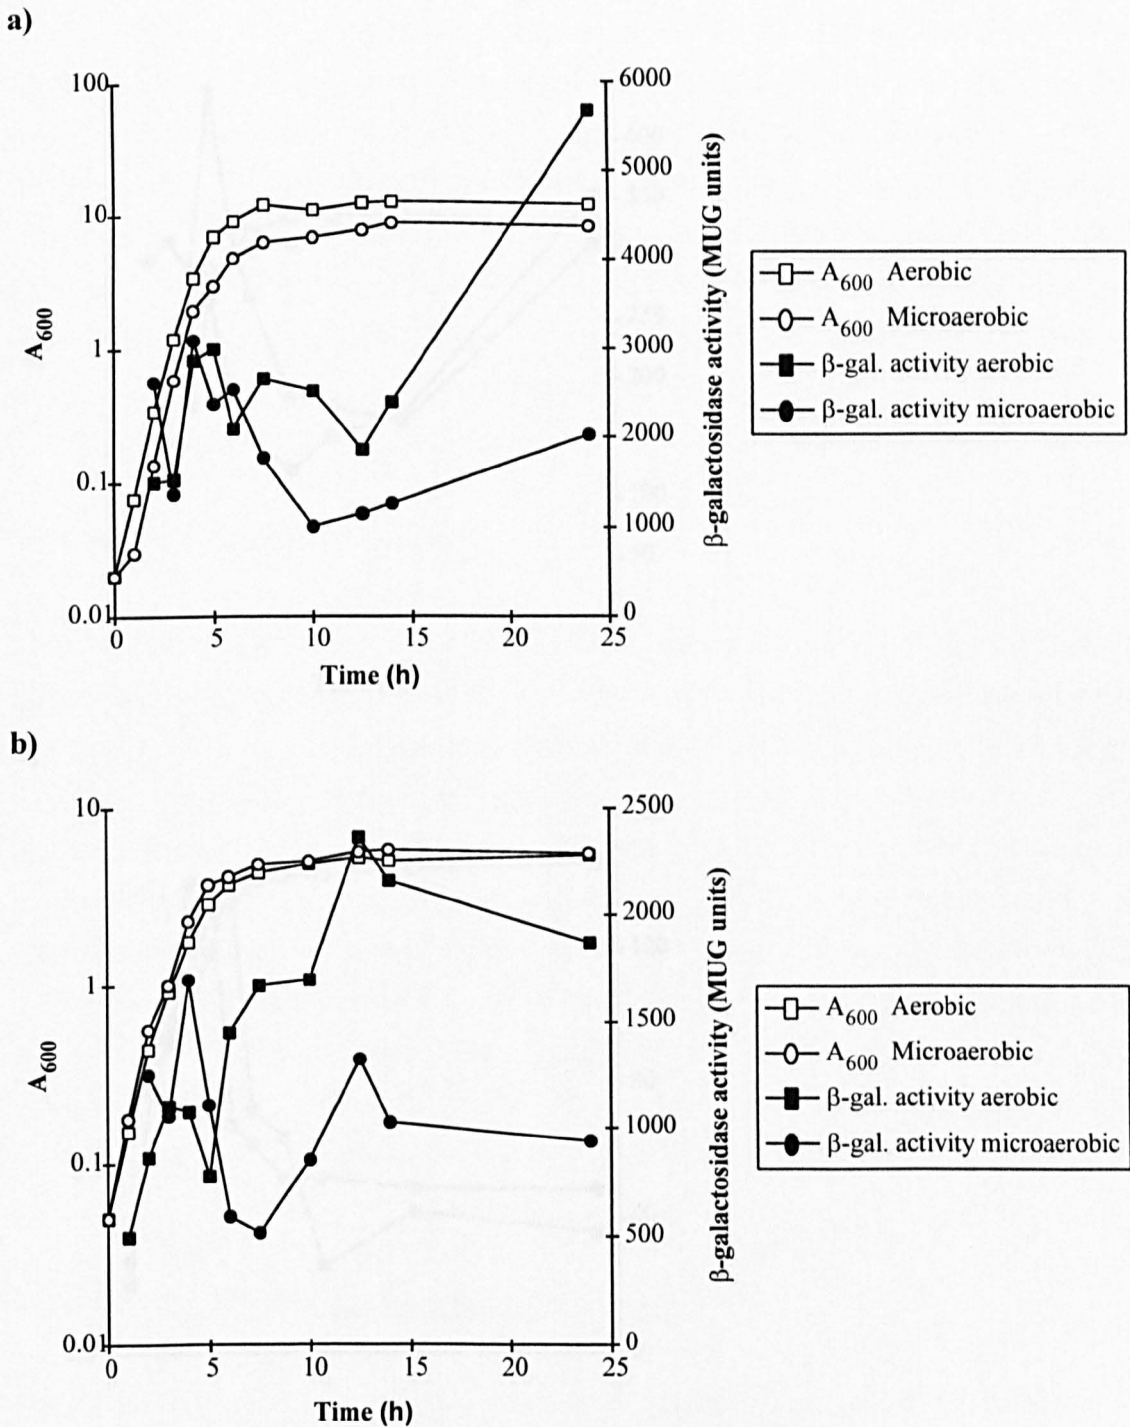 a)
100
10
1
0.1
0.01
A600
0
5
10
15
20
25
Time (h)
6000
5000
4000
3000
2000
1000
0
β-galactosidase activity (MUG units)
A600 Aerobic
A600 Microaerobic
β-gal. activity aerobic
β-gal. activity microaerobic
b)
10
1
0.1
0.01
A600
0
5
10
15
20
25
Time (h)
2500
2000
1500
1000
500
0
β-galactosidase activity (MUG units)
A600 Aerobic
A600 Microaerobic
β-gal. activity aerobic
β-gal. activity microaerobic